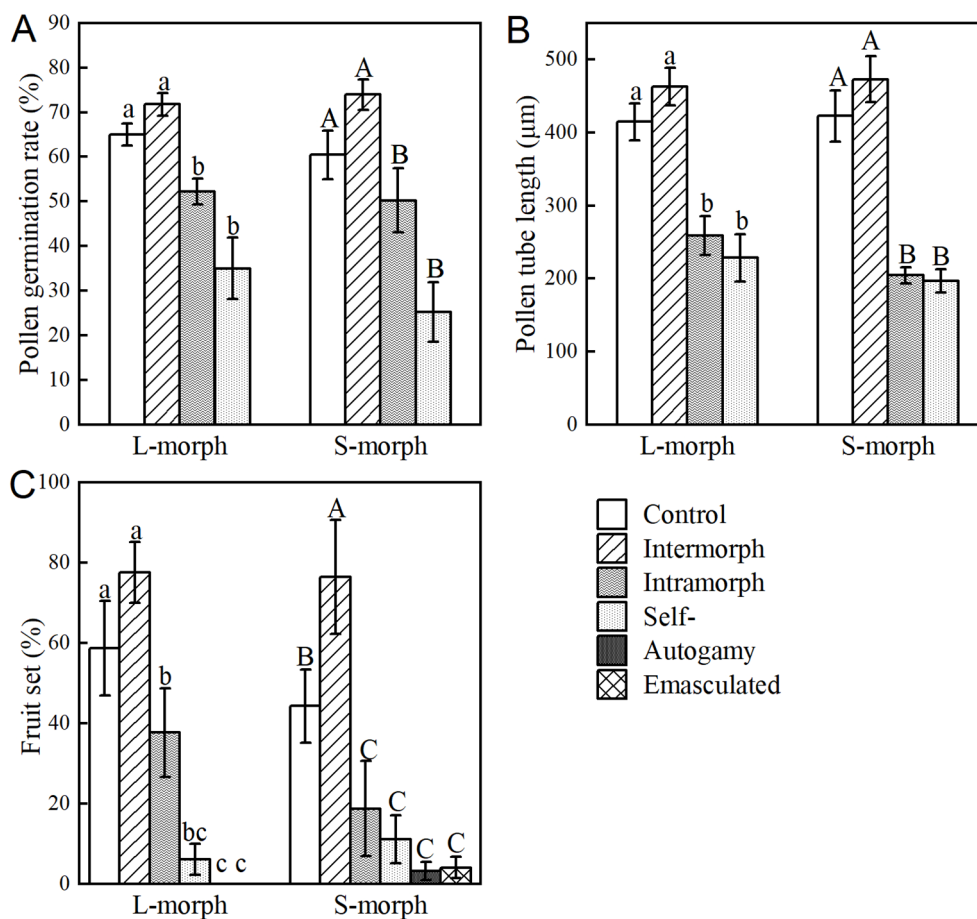 A
Pollen germination rate (%)
90
80
70
60
50
40
30
20
10
0
a
a
b
b
A
A
B
B
L-morph
S-morph
B
Pollen tube length (μm)
500
400
300
200
100
0
a
a
b
b
A
A
B
B
L-morph
S-morph
C
Fruit set (%)
100
80
60
40
20
0
a
a
b
bc
c c
B
A
C
C
C
C
L-morph
S-morph
Control
Intermorph
Intramorph
Self-
Autogamy
Emasculated